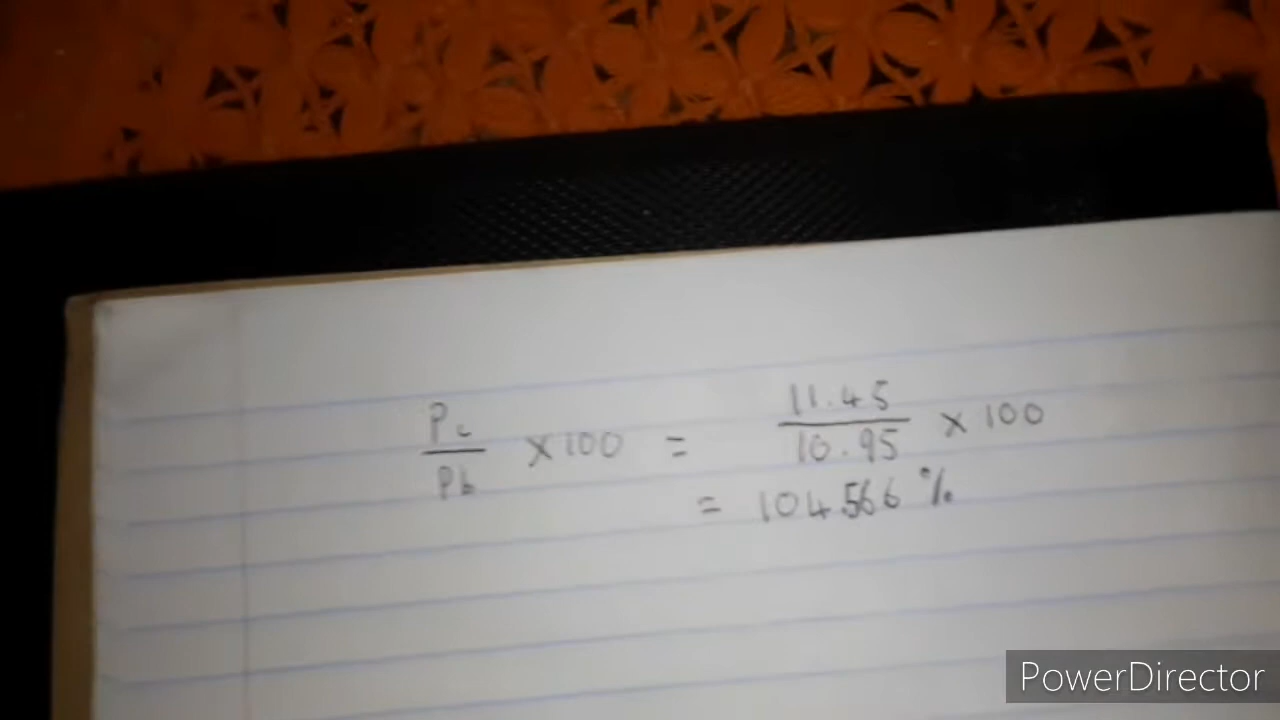 Pc/Pb × 100 = 11.45/10.95 × 100
= 104.566 %
PowerDirector